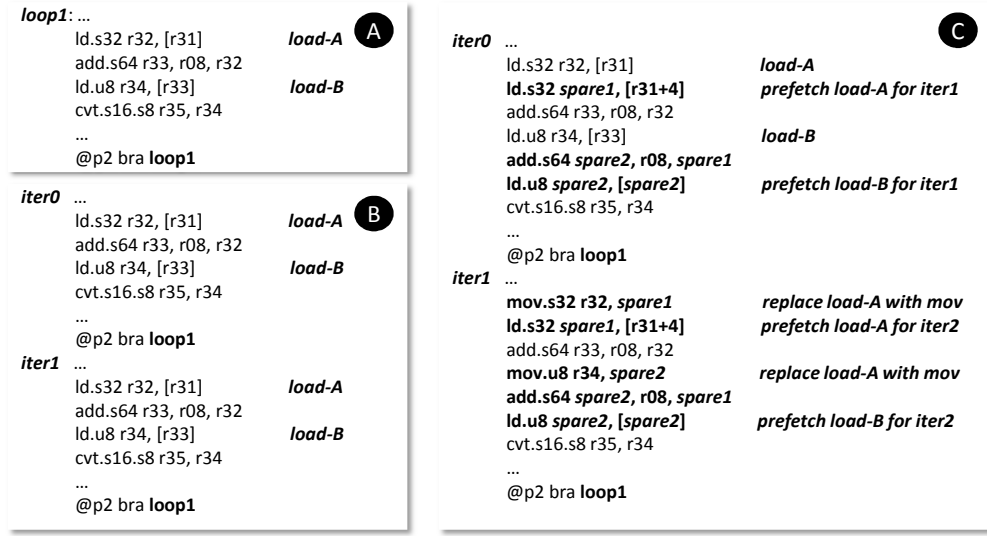 loop1: ...
ld.s32 r32, [r31] load-A
add.s64 r33, r08, r32
ld.u8 r34, [r33] load-B
cvt.s16.s8 r35, r34
...
@p2 bra loop1
A
iter0 ...
ld.s32 r32, [r31] load-A
add.s64 r33, r08, r32
ld.u8 r34, [r33] load-B
cvt.s16.s8 r35, r34
...
@p2 bra loop1
iter1 ...
ld.s32 r32, [r31] load-A
add.s64 r33, r08, r32
ld.u8 r34, [r33] load-B
cvt.s16.s8 r35, r34
...
@p2 bra loop1
B
iter0 ...
ld.s32 r32, [r31] load-A
ld.s32 spare1, [r31+4] prefetch load-A for iter1
add.s64 r33, r08, r32
ld.u8 r34, [r33] load-B
add.s64 spare2, r08, spare1
ld.u8 spare2, [spare2] prefetch load-B for iter1
cvt.s16.s8 r35, r34
...
@p2 bra loop1
iter1 ...
mov.s32 r32, spare1 replace load-A with mov
ld.s32 spare1, [r31+4] prefetch load-A for iter2
add.s64 r33, r08, r32
mov.u8 r34, spare2 replace load-A with mov
add.s64 spare2, r08, spare1
ld.u8 spare2, [spare2] prefetch load-B for iter2
cvt.s16.s8 r35, r34
...
@p2 bra loop1
C